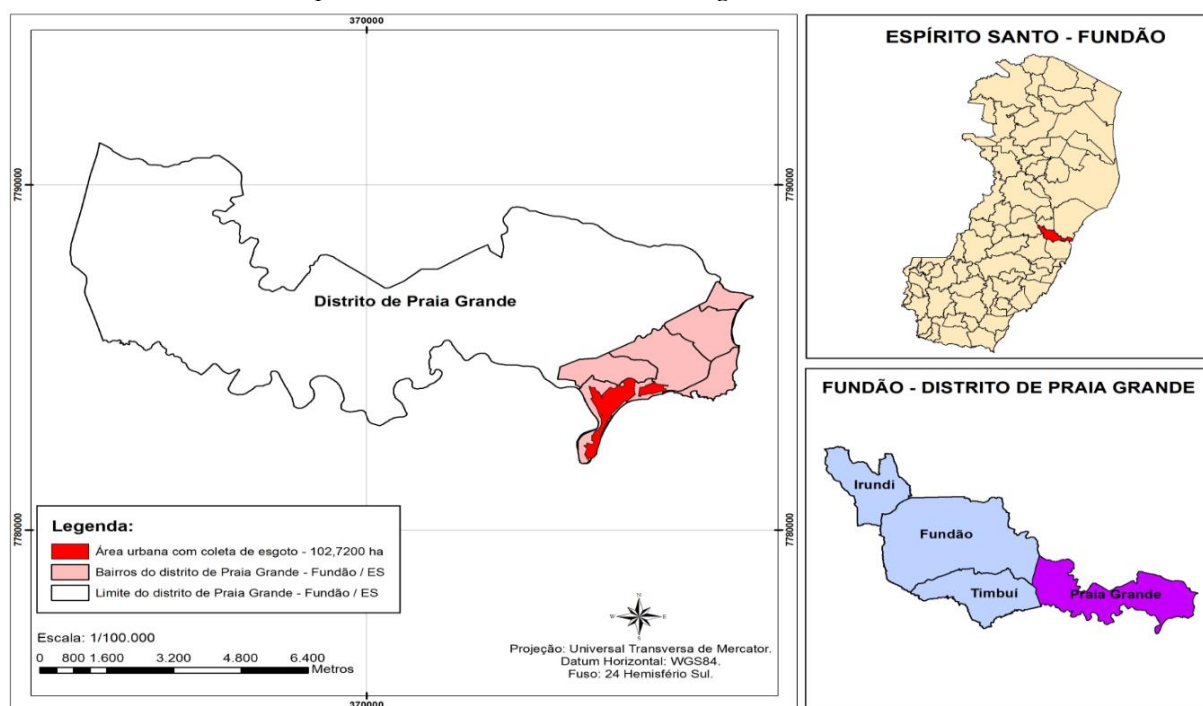 370000
7790000
7790000
Distrito de Praia Grande
7780000
7780000
Legenda:
Área urbana com coleta de esgoto - 102,7200 ha
Bairros do distrito de Praia Grande - Fundão / ES
Limite do distrito de Praia Grande - Fundão / ES
Escala: 1/100.000
0 800 1.600 3.200 4.800 6.400
Metros
N
W E
S
Projeção: Universal Transversa de Mercator.
Datum Horizontal: WGS84.
Fuso: 24 Hemisfério Sul.
370000
ESPÍRITO SANTO - FUNDÃO
FUNDÃO - DISTRITO DE PRAIA GRANDE
Irundi
Fundão
Timbuí
Praia Grande